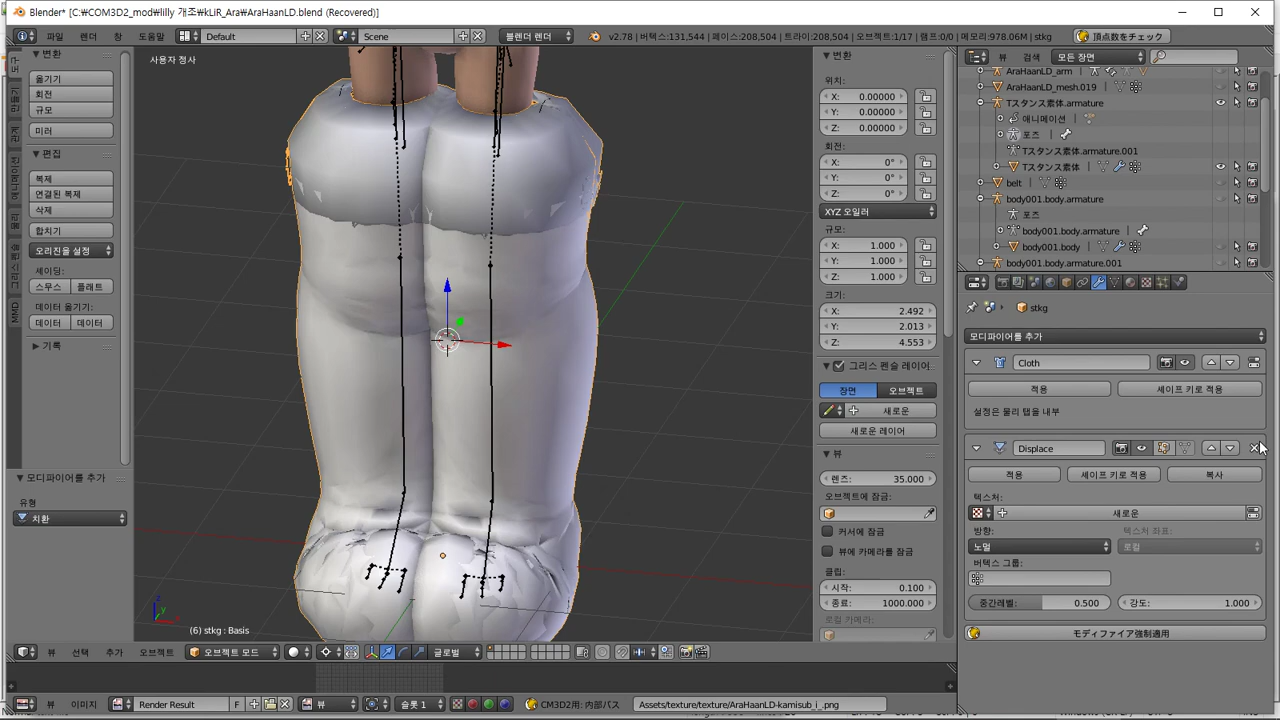 Blender* [C:₩COM3D2_mod₩lilly 개조₩kLiR_Ara₩AraHaanLD.blend (Recovered)]
파일 렌더 창 도움말 Default Scene 블렌더 렌더 v2.78 | 버텍스:131,544 | 페이스:208,504 | 트라이:208,504 | 오브젝트:1/17 | 램프:0/0 | 메모리:978.06M | stkg 頂点数をチェック
변환
옮기기
회전
규모
미러
편집
복제
연결된 복제
삭제
합치기
오리진을 설정
셰이딩:
스무스 플래트
데이터 옮기기:
데이터 데이터
기록
MMD
모디파이어를 추가
유형
치환
사용자 정사
(6) stkg : Basis
변환
위치:
X: 0.00000
Y: 0.00000
Z: 0.00000
회전:
X: 0°
Y: 0°
Z: 0°
XYZ 오일러
규모:
X: 1.000
Y: 1.000
Z: 1.000
크기:
X: 2.492
Y: 2.013
Z: 4.553
그리스 펜슬 레이어
장면 오브젝트
새로운
새로운 레이어
뷰
렌즈: 35.000
오브젝트에 잠금:
커서에 잠금
뷰에 카메라를 잠금
클립:
시작: 0.100
종료: 1000.000
로컬 카메라:
뷰 검색 모든 장면
AraHaanLD_arm
AraHaanLD_mesh.019
Tスタンス素体.armature
애니메이션
포즈
Tスタンス素体.armature.001
Tスタンス素体
belt
body001.body.armature
포즈
body001.body.armature
body001.body
body001.body.armature.001
stkg
모디파이어를 추가
Cloth
적용 셰이프 키로 적용
설정은 물리 탭을 내부
Displace
적용 셰이프 키로 적용 복사
텍스처:
새로운
방향: 텍스처 좌표:
노멀 로컬
버텍스 그룹:
중간레벨: 0.500 강도: 1.000
モディファイア強制適用
뷰 선택 추가 오브젝트 오브젝트 모드 글로벌
뷰 이미지 Render Result F 뷰 슬롯 1 CM3D2用: 内部パス Assets/texture/texture/AraHaanLD-kamisub_i_.png